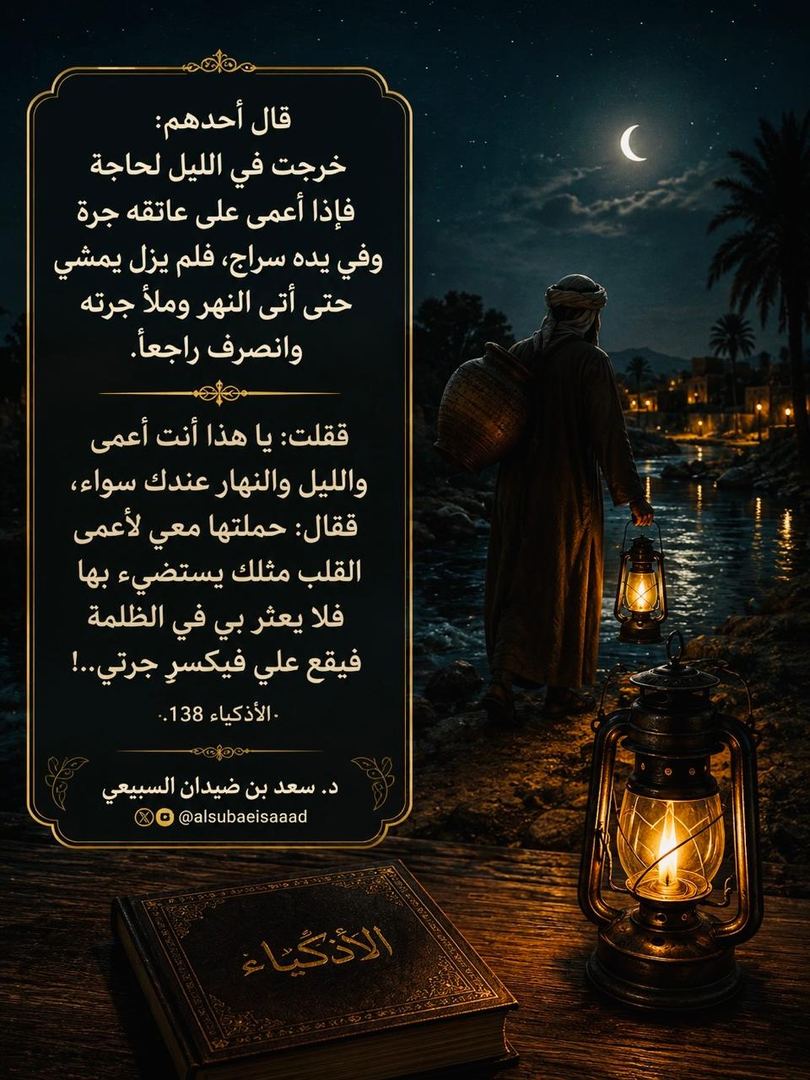 قال أحدهم:
خرجت في الليل لحاجة
فإذا أعمى على عاتقه جرة
وفي يده سراج، فلم يزل يمشي
حتى أتى النهر وملأ جرته
وانصرف راجعاً.
فقلت: يا هذا أنت أعمى
والليل والنهار عندك سواء،
فقال: حملتها معي لأعمى
القلب مثلك يستضيء بها
فلا يعثر بي في الظلمة
فيقع علي فيكسرِ جرتي..!
·الأذكياء 138.·
د. سعد بن ضيدان السبيعي
@alsubaeisaaad
الأذكياء